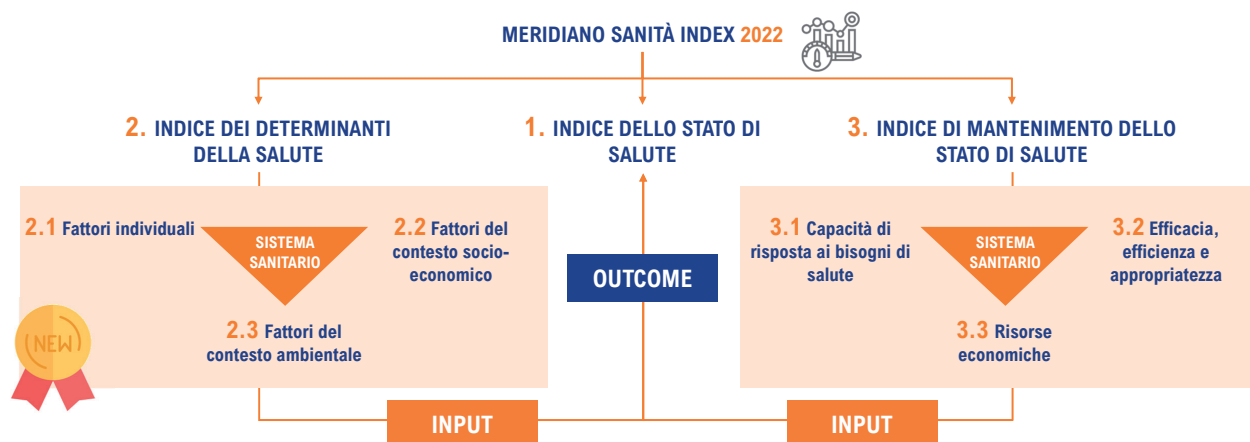 MERIDIANO SANITÀ INDEX 2022
2. INDICE DEI DETERMINANTI
DELLA SALUTE
1. INDICE DELLO STATO DI
SALUTE
3. INDICE DI MANTENIMENTO DELLO
STATO DI SALUTE
2.1 Fattori individuali
SISTEMA
SANITARIO
2.2 Fattori del
contesto socio-
economico
2.3 Fattori del
contesto ambientale
NEW
OUTCOME
3.1 Capacità di
risposta ai bisogni di
salute
SISTEMA
SANITARIO
3.2 Efficacia,
efficienza e
appropriatezza
3.3 Risorse
economiche
INPUT
INPUT